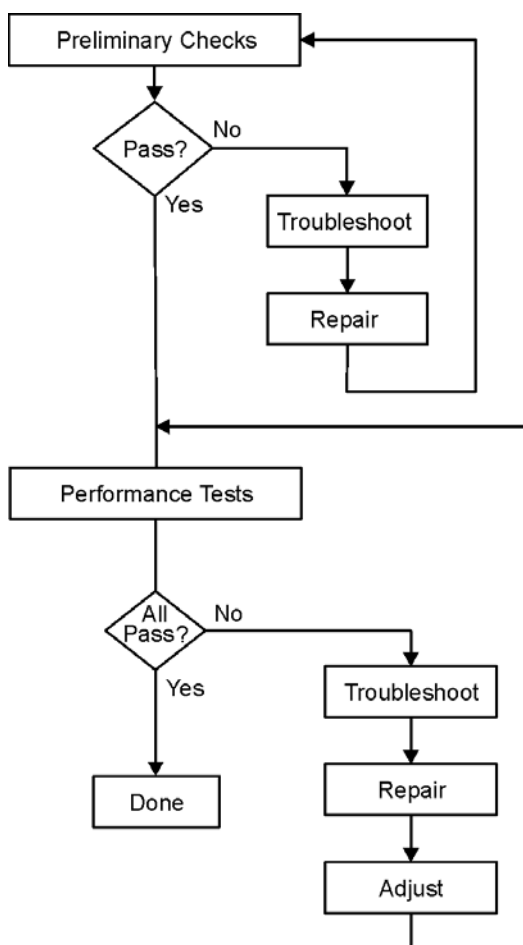 Preliminary Checks
Pass?
No
Yes
Troubleshoot
Repair
Performance Tests
All
Pass?
No
Yes
Troubleshoot
Done
Repair
Adjust